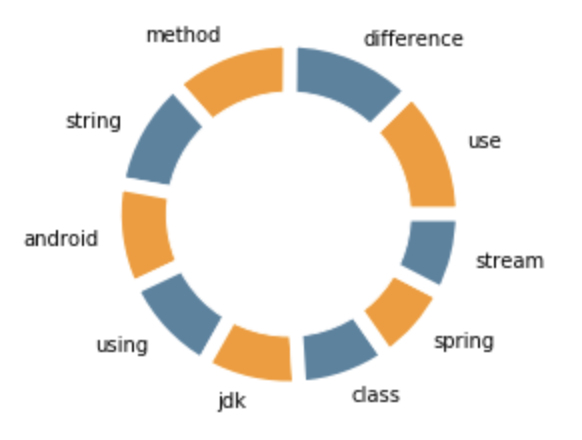 method
difference
string
use
android
stream
using
spring
jdk
class